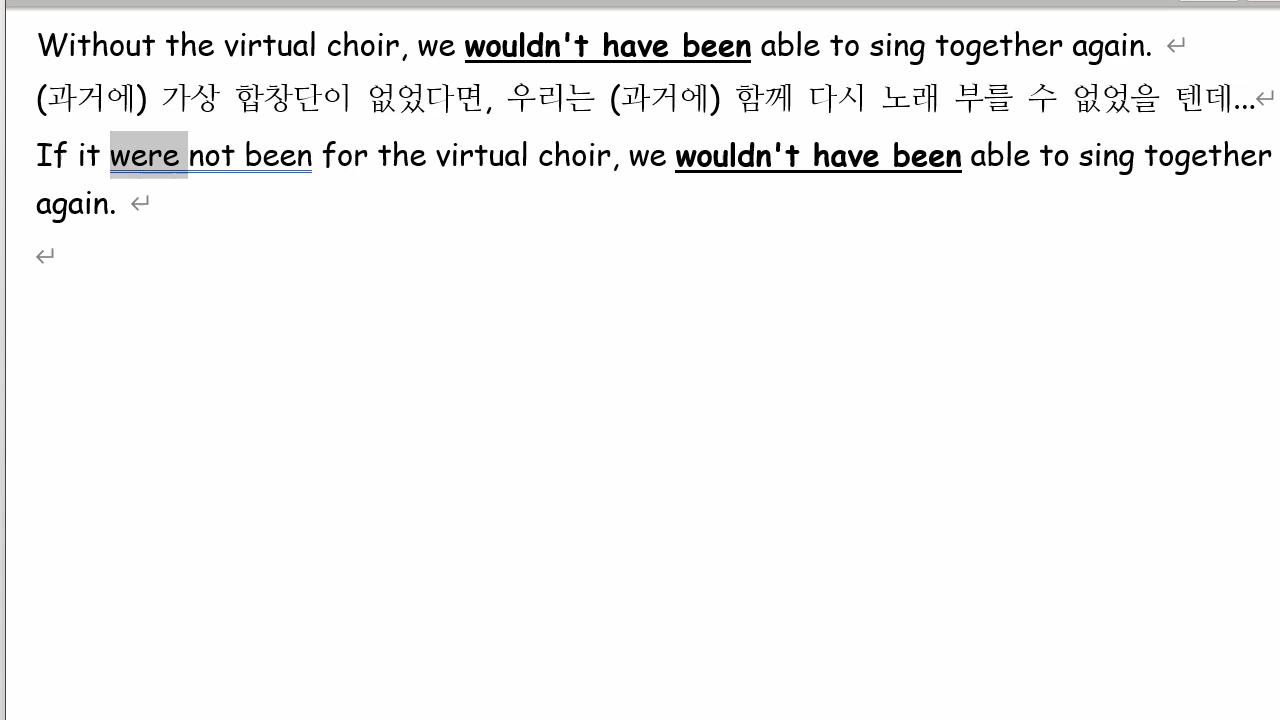 Without the virtual choir, we wouldn't have been able to sing together again.
(과거에) 가상 합창단이 없었다면, 우리는 (과거에) 함께 다시 노래 부를 수 없었을 텐데...
If it were not been for the virtual choir, we wouldn't have been able to sing together
again.